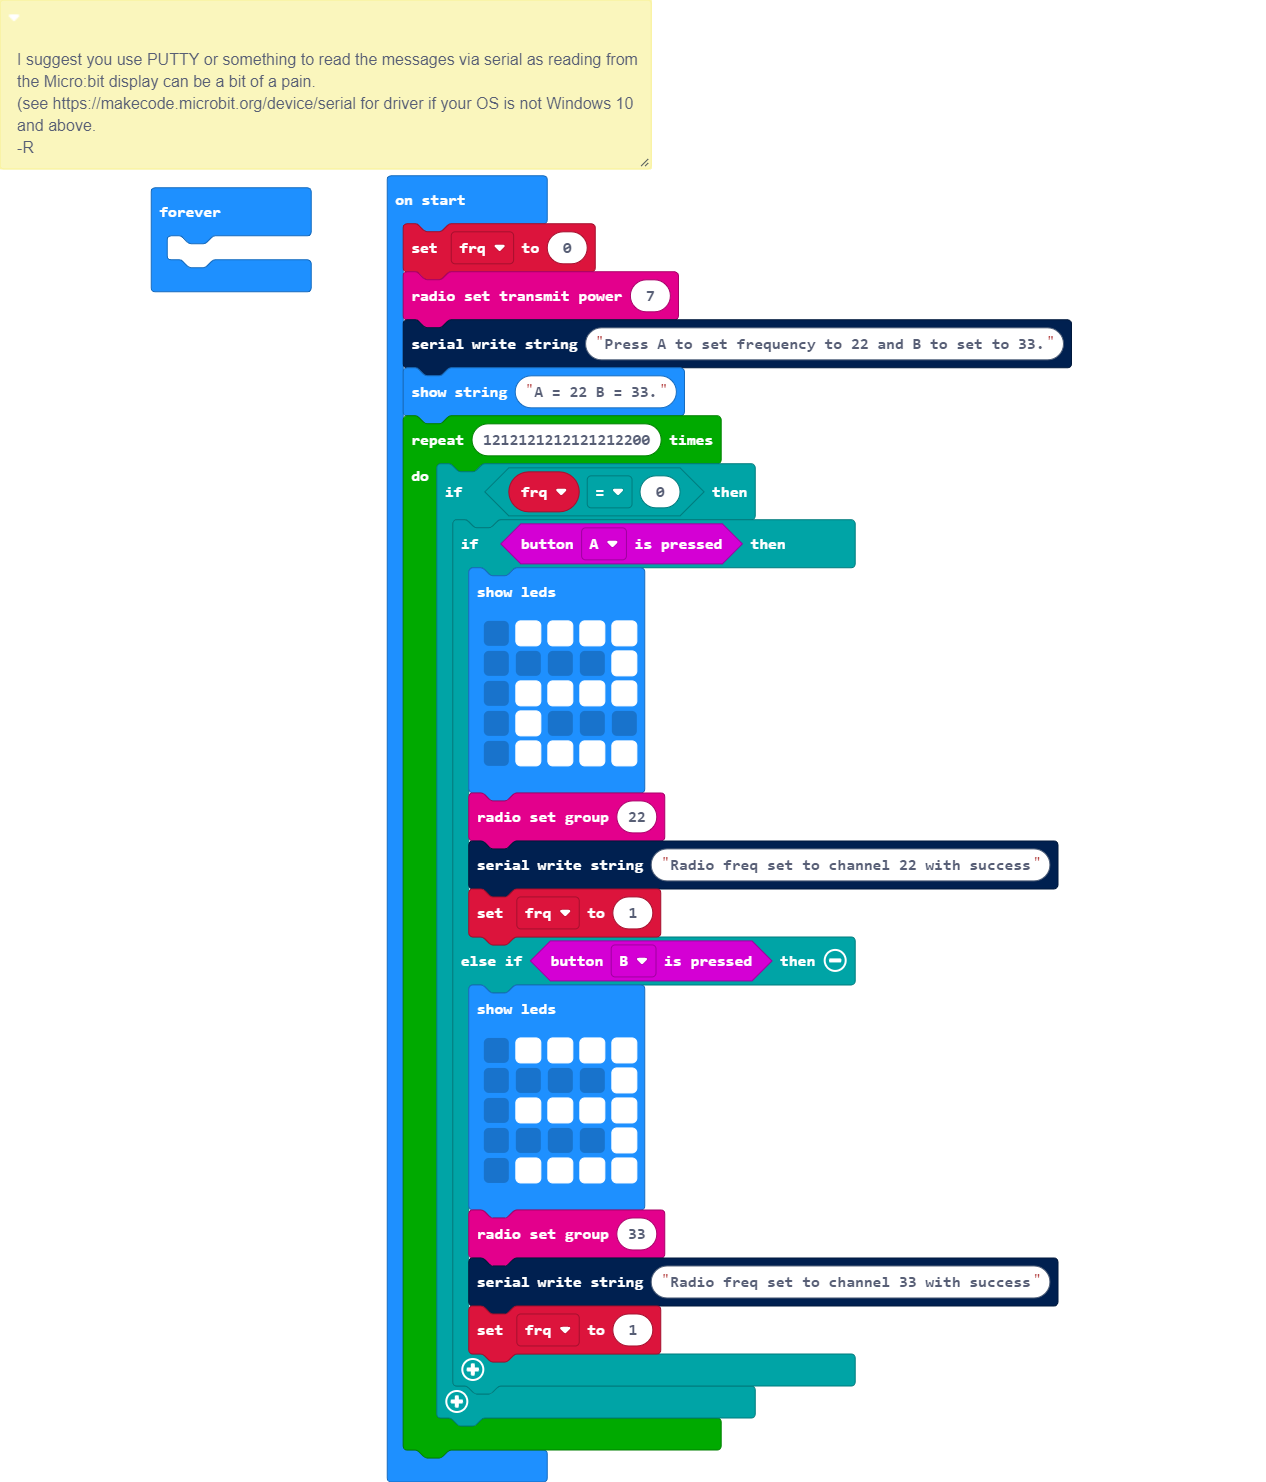 I suggest you use PUTTY or something to read the messages via serial as reading from
the Micro:bit display can be a bit of a pain.
(see https://makecode.microbit.org/device/serial for driver if your OS is not Windows 10
and above.
-R
forever
on start
set frq to 0
radio set transmit power 7
serial write string "Press A to set frequency to 22 and B to set to 33."
show string "A = 22 B = 33."
repeat 1212121212121212200 times
do
if frq = 0 then
if button A is pressed then
show leds
radio set group 22
serial write string "Radio freq set to channel 22 with success"
set frq to 1
else if button B is pressed then
show leds
radio set group 33
serial write string "Radio freq set to channel 33 with success"
set frq to 1